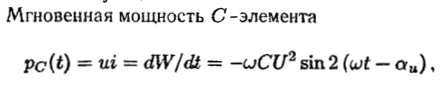 Мгновенная мощность C-элемента
p_C(t) = ui = dW/dt = −ωCU² sin 2 (ωt − α_u),